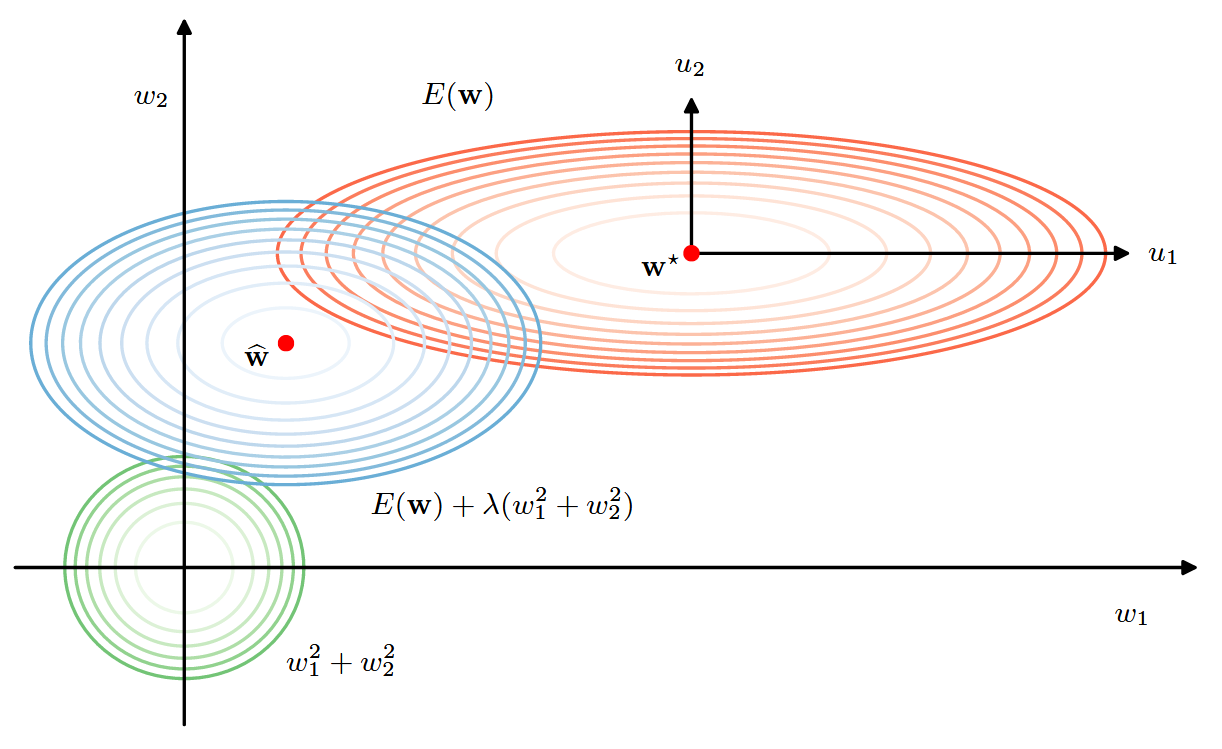 u₂
w₂
E(𝐰)
𝐰⋆
u₁
𝐰̂
E(𝐰) + λ(w₁² + w₂²)
w₁
w₁² + w₂²